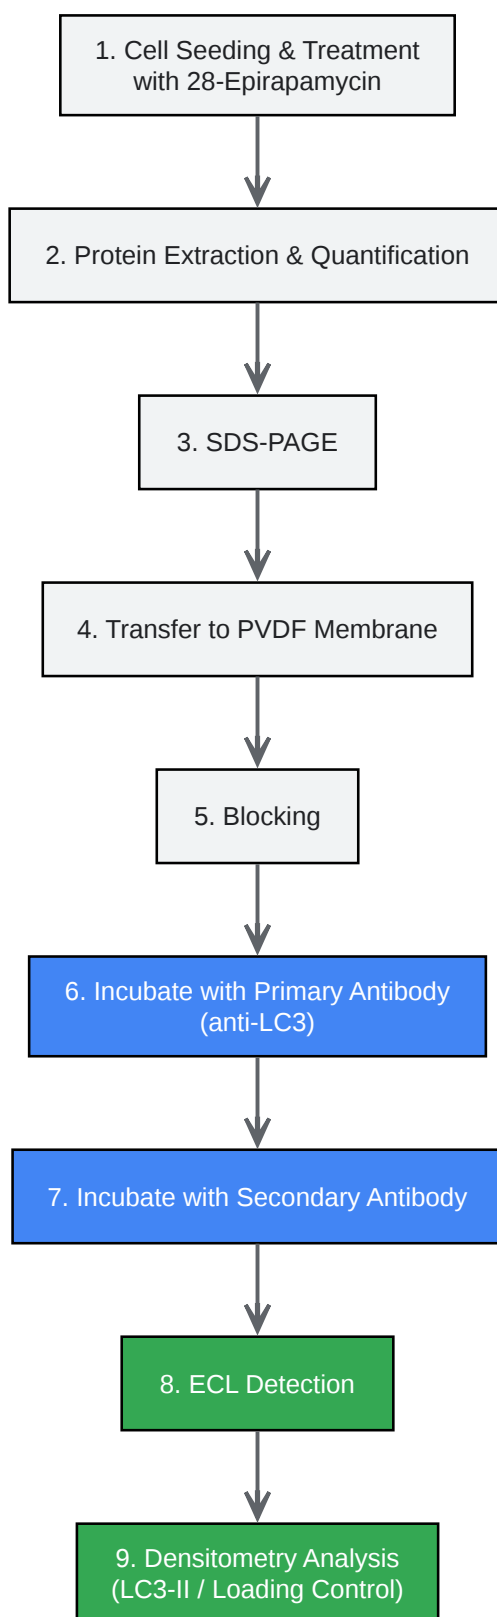 1. Cell Seeding & Treatment
with 28-Epirapamycin
2. Protein Extraction & Quantification
3. SDS-PAGE
4. Transfer to PVDF Membrane
5. Blocking
6. Incubate with Primary Antibody
(anti-LC3)
7. Incubate with Secondary Antibody
8. ECL Detection
9. Densitometry Analysis
(LC3-II / Loading Control)